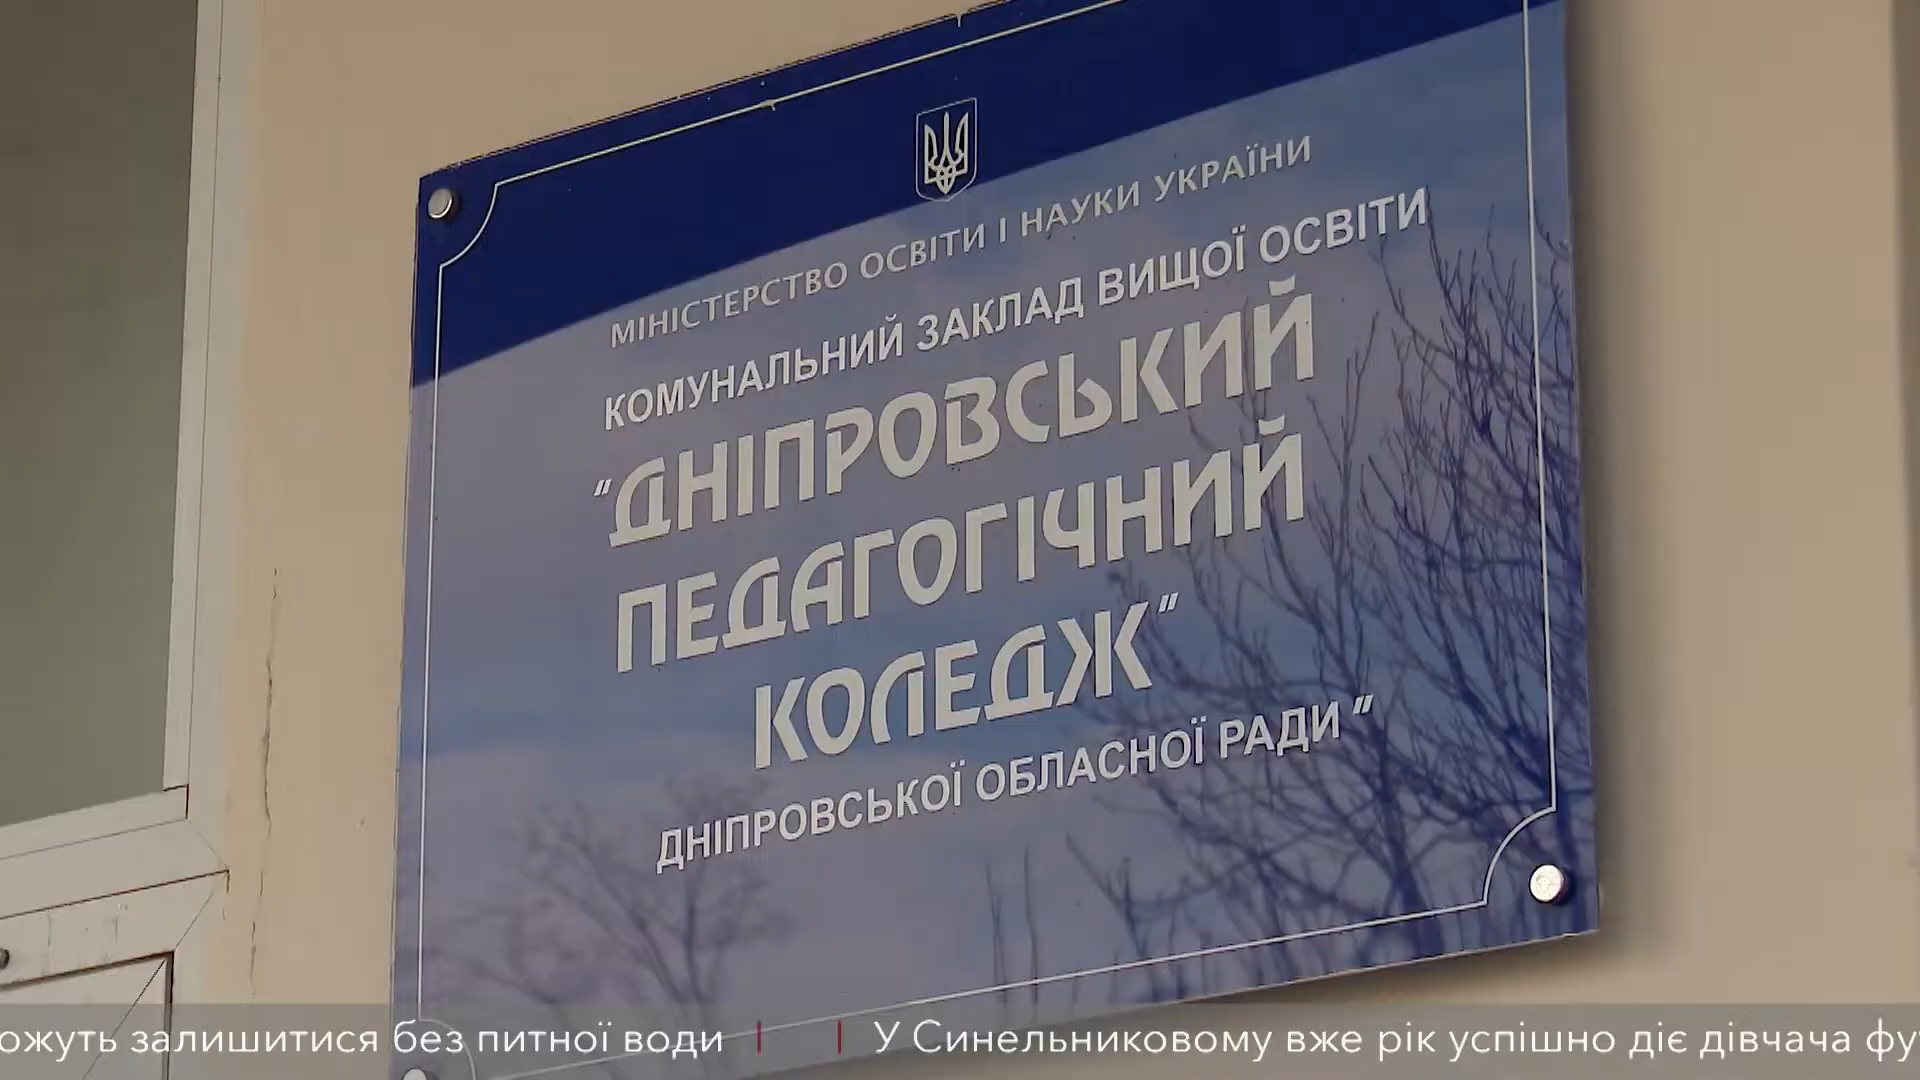 МІНІСТЕРСТВО ОСВІТИ І НАУКИ УКРАЇНИ
КОМУНАЛЬНИЙ ЗАКЛАД ВИЩОЇ ОСВІТИ
"ДНІПРОВСЬКИЙ
ПЕДАГОГІЧНИЙ
КОЛЕДЖ"
ДНІПРОВСЬКОЇ ОБЛАСНОЇ РАДИ"
залишитися без питної води | | У Синельниковому вже рік успішно діє дівчача